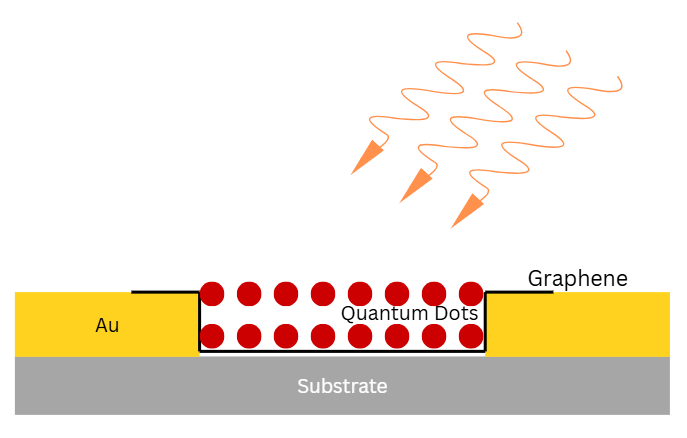 Graphene
Quantum Dots
Au
Substrate